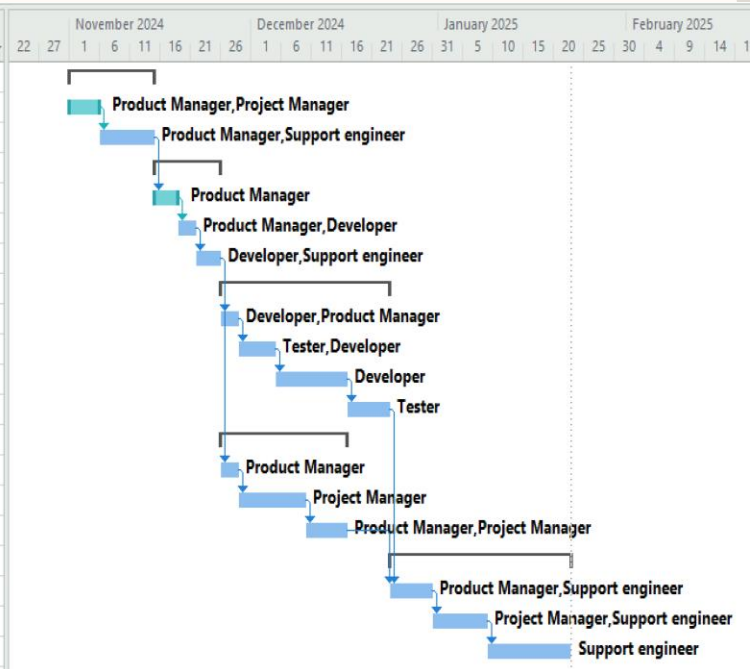 November 2024 December 2024 January 2025 February 2025
22 27 1 6 11 16 21 26 1 6 11 16 21 26 31 5 10 15 20 25 30 4 9 14
Product Manager,Project Manager
Product Manager,Support engineer
Product Manager
Product Manager,Developer
Developer,Support engineer
Developer,Product Manager
Tester,Developer
Developer
Tester
Product Manager
Project Manager
Product Manager,Project Manager
Product Manager,Support engineer
Project Manager,Support engineer
Support engineer